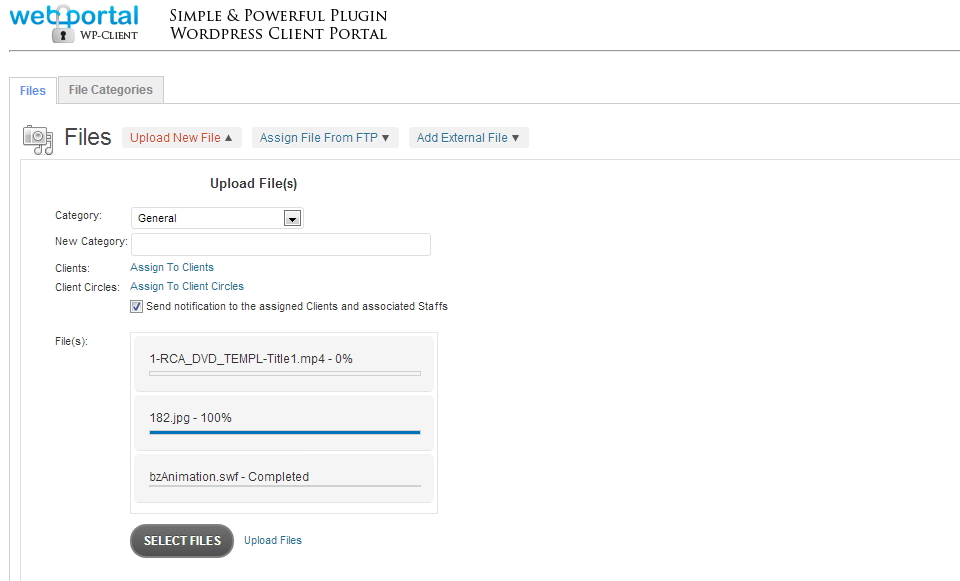 web portal
WP-Client
Simple & Powerful Plugin
Wordpress Client Portal
Files
File Categories
Files
Upload New File ▲
Assign File From FTP ▼
Add External File ▼
Upload File(s)
Category:
General
New Category:
Clients:
Assign To Clients
Client Circles:
Assign To Client Circles
Send notification to the assigned Clients and associated Staffs
File(s):
1-RCA_DVD_TEMPL-Title1.mp4 - 0%
182.jpg - 100%
bzAnimation.swf - Completed
SELECT FILES
Upload Files